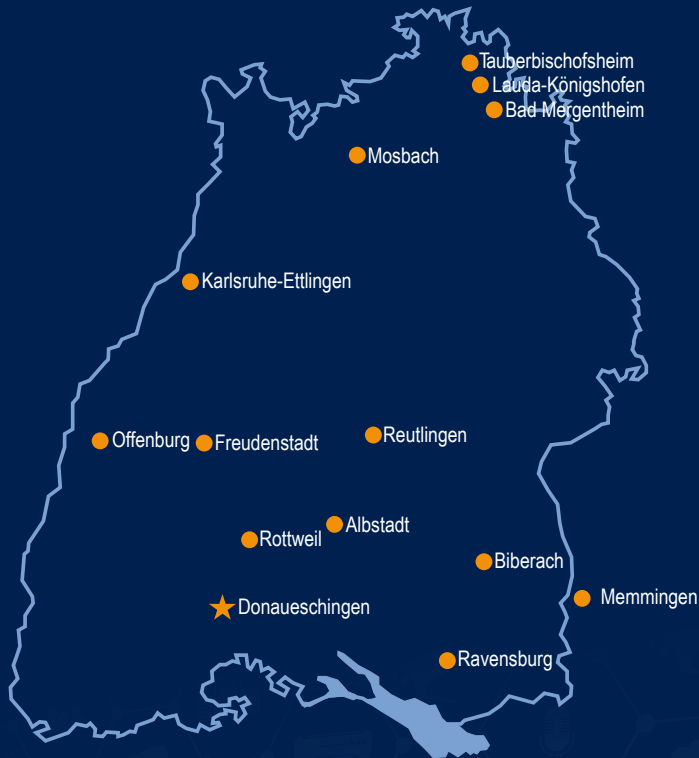 Tauberbischofsheim
Lauda-Königshofen
Bad Mergentheim
Mosbach
Karlsruhe-Ettlingen
Offenburg
Freudenstadt
Reutlingen
Albstadt
Rottweil
Biberach
Memmingen
Donaueschingen
Ravensburg